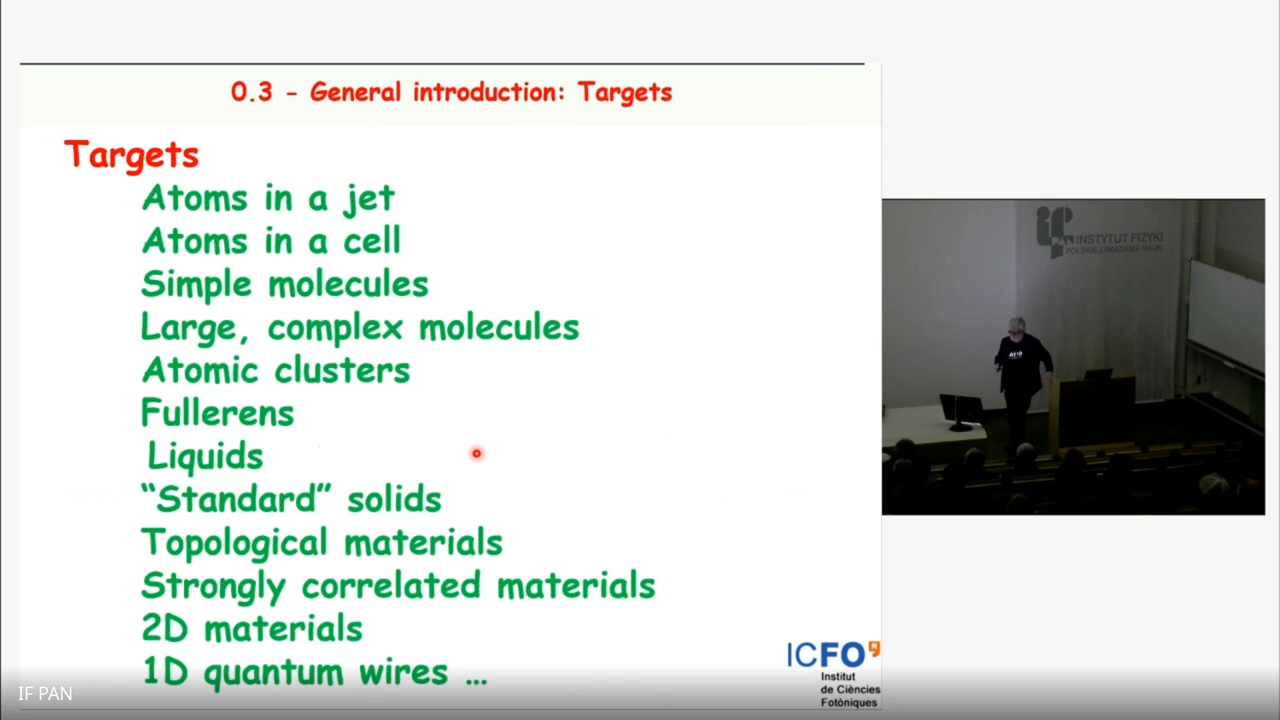 0.3 - General introduction: Targets
Targets
Atoms in a jet
Atoms in a cell
Simple molecules
Large, complex molecules
Atomic clusters
Fullerens
Liquids
“Standard” solids
Topological materials
Strongly correlated materials
2D materials
1D quantum wires ...
ICFO
Institut
de Ciències
Fotòniques
IF PAN
INSTYTUT FIZYKI
POLSKIEJ AKADEMII NAUK